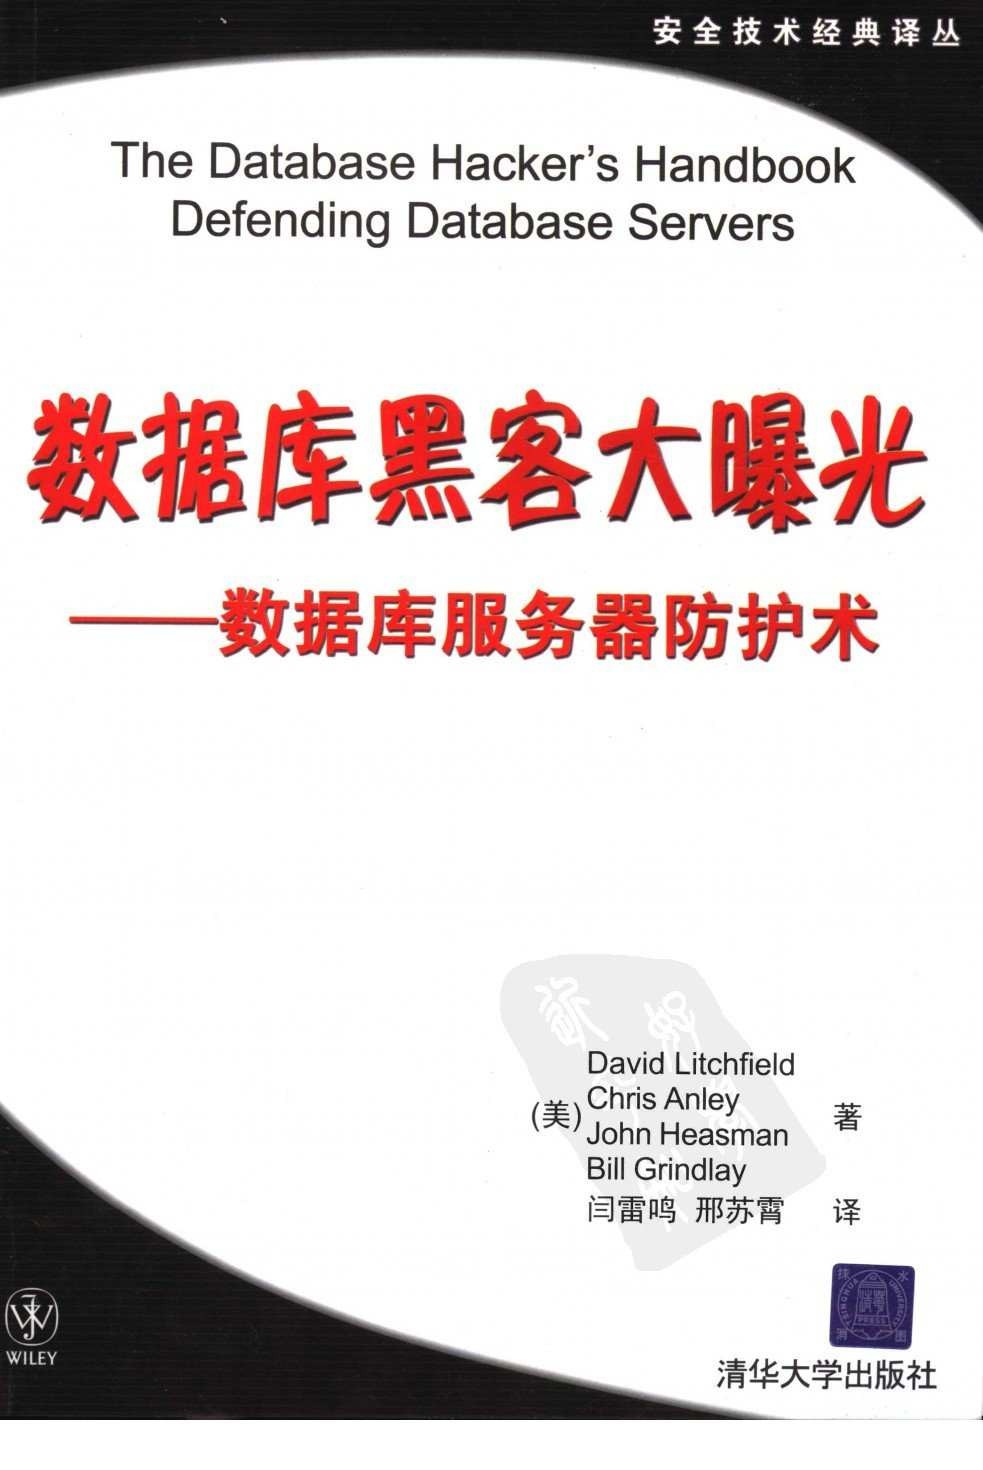 安全技术经典译丛
The Database Hacker's Handbook
Defending Database Servers
数据库黑客大曝光
——数据库服务器防护术
(美)
David Litchfield
Chris Anley
John Heasman
Bill Grindlay
著
闫雷鸣 邢苏霄 译
WILEY
清华大学出版社